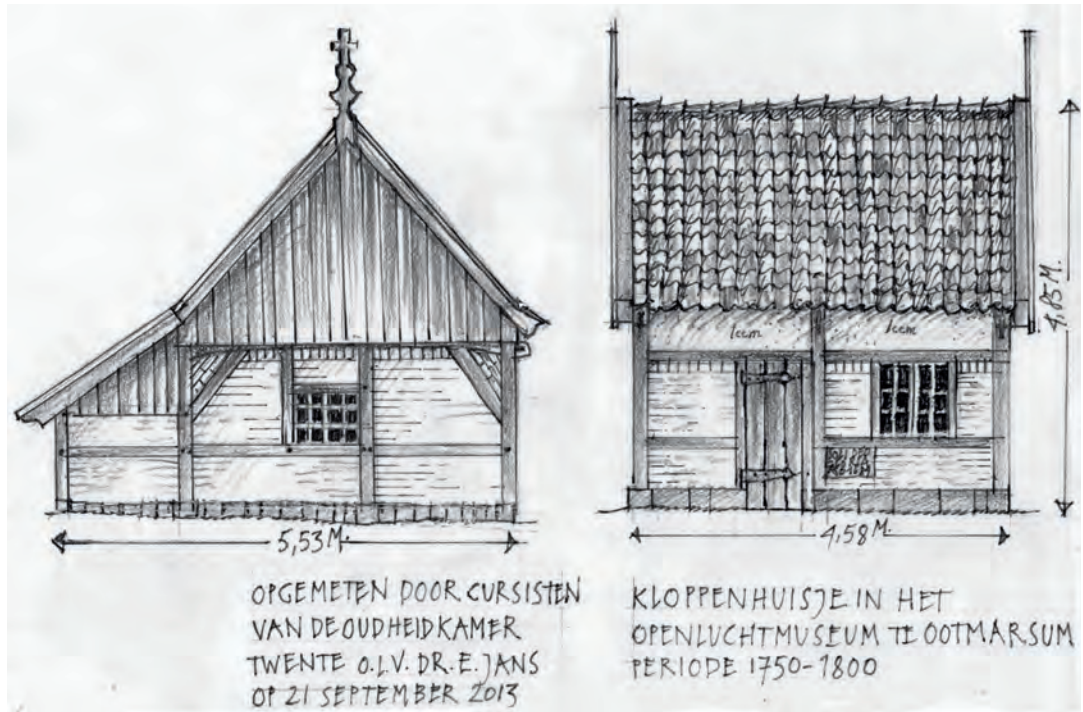 leem
leem
4,85 M.
5,53 M.
4,58 M.
OPGEMETEN DOOR CURSISTEN
VAN DE OUDHEIDKAMER
TWENTE O.L.V. DR. E. JANS
OP 21 SEPTEMBER 2013
KLOPPENHUISJE IN HET
OPENLUCHTMUSEUM TE OOTMARSUM
PERIODE 1750-1800